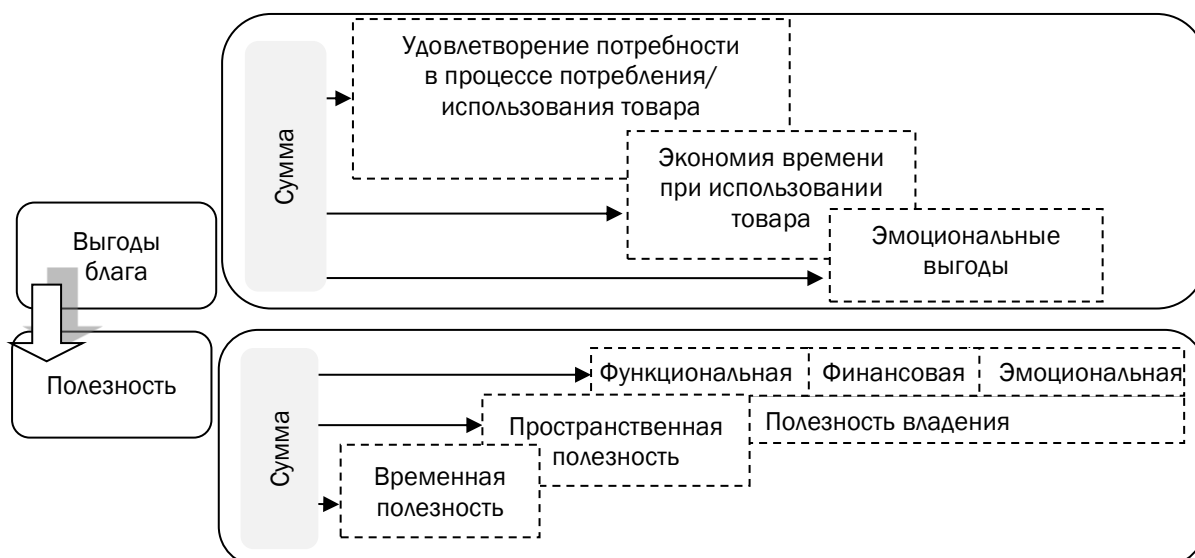 Удовлетворение потребности
в процессе потребления/
использования товара
Сумма
Экономия времени
при использовании
товара
Эмоциональные
выгоды
Выгоды
блага
Полезность
Сумма
Функциональная
Финансовая
Эмоциональная
Полезность владения
Пространственная
полезность
Временная
полезность